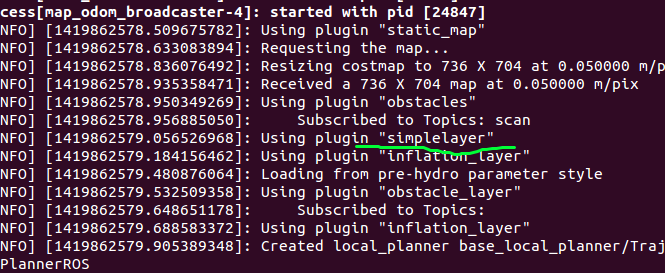 cess[map_odom_broadcaster-4]: started with pid [24847]
NFO] [1419862578.509675782]: Using plugin "static_map"
NFO] [1419862578.633083894]: Requesting the map...
NFO] [1419862578.836076492]: Resizing costmap to 736 X 704 at 0.050000 m/p
NFO] [1419862578.935358471]: Received a 736 X 704 map at 0.050000 m/pix
NFO] [1419862578.950349269]: Using plugin "obstacles"
NFO] [1419862578.956885050]:     Subscribed to Topics: scan
NFO] [1419862579.056526968]: Using plugin "simplelayer"
NFO] [1419862579.184156462]: Using plugin "inflation_layer"
NFO] [1419862579.480876064]: Loading from pre-hydro parameter style
NFO] [1419862579.532509358]: Using plugin "obstacle_layer"
NFO] [1419862579.648651178]:     Subscribed to Topics:
NFO] [1419862579.688583372]: Using plugin "inflation_layer"
NFO] [1419862579.905389348]: Created local_planner base_local_planner/Traj
PlannerROS